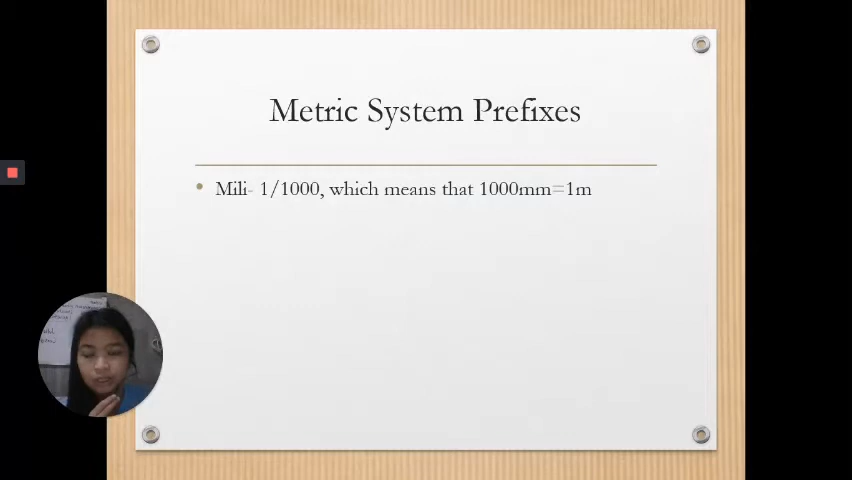 Metric System Prefixes
Mili- 1/1000, which means that 1000mm=1m